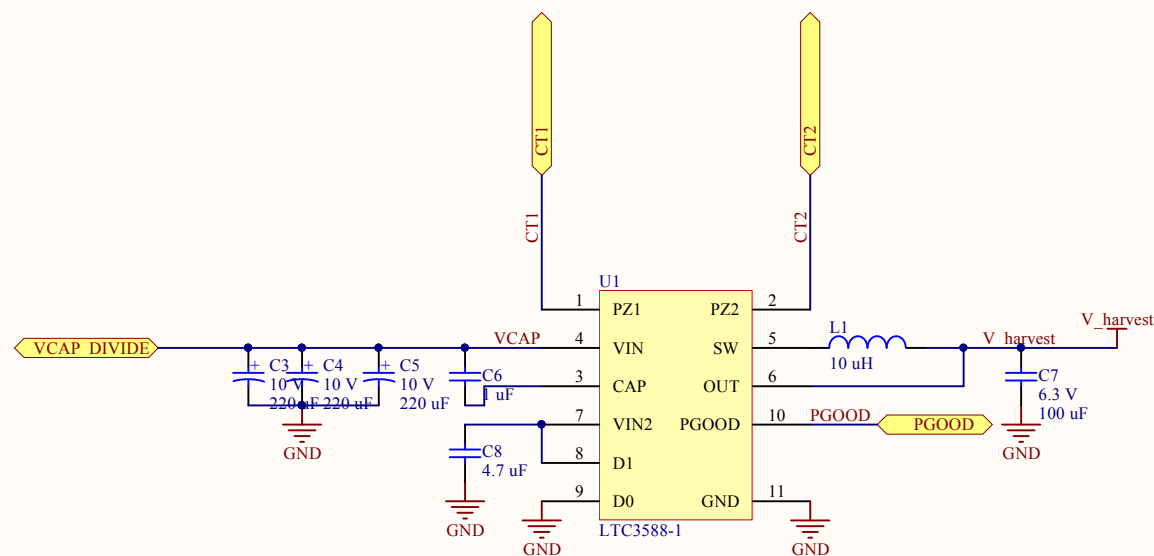 CT1
CT2
CT1
CT2
U1
1
PZ1
PZ2
2
VCAP_DIVIDE
VCAP
4
VIN
SW
5
L1
10 uH
V_harvest
V_harvest
C3
10 V
220 uF
C4
10 V
220 uF
C5
10 V
220 uF
C6
1 uF
3
CAP
OUT
6
C7
6.3 V
100 uF
7
VIN2
PGOOD
10
PGOOD
PGOOD
C8
4.7 uF
8
D1
9
D0
GND
11
LTC3588-1
GND
GND
GND
GND
GND